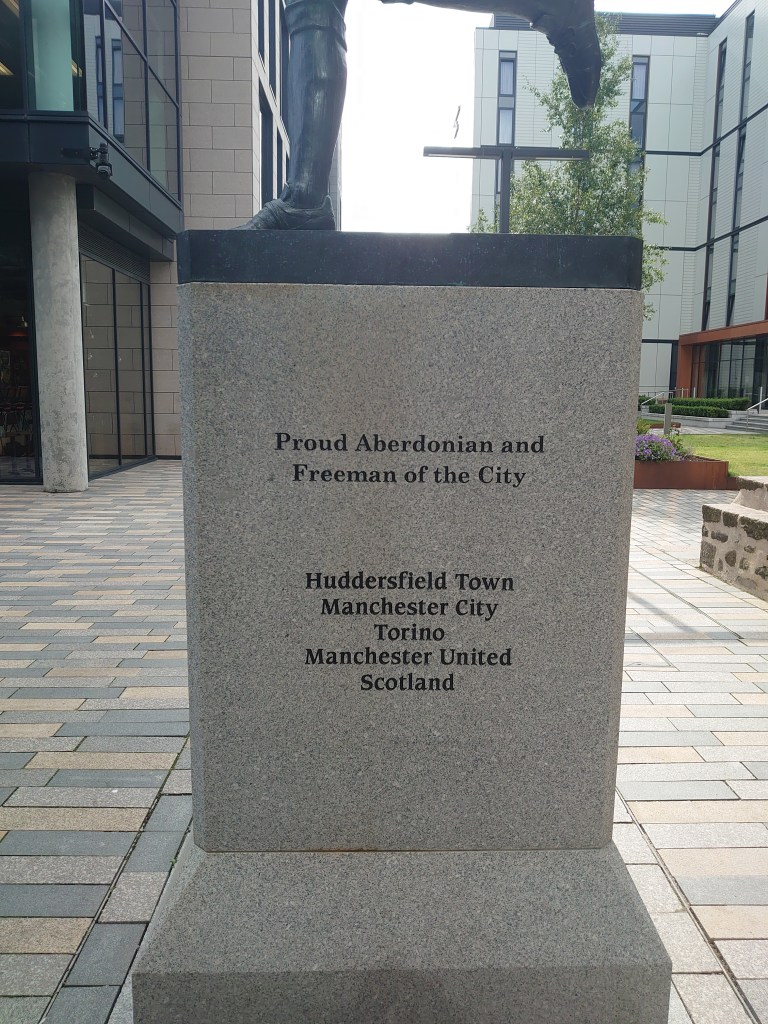 Proud Aberdonian and
Freeman of the City
Huddersfield Town
Manchester City
Torino
Manchester United
Scotland